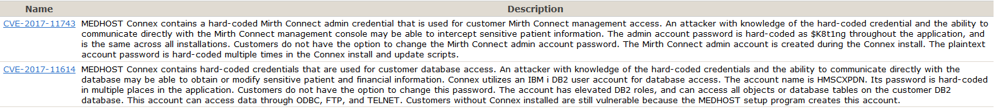 Name Description
CVE-2017-11743 MEDHOST Connex contains a hard-coded Mirth Connect admin credential that is used for customer Mirth Connect management access. An attacker with knowledge of the hard-coded credential and the ability to
communicate directly with the Mirth Connect management console may be able to intercept sensitive patient information. The admin account password is hard-coded as $K8t1ng throughout the application, and
is the same across all installations. Customers do not have the option to change the Mirth Connect admin account password. The Mirth Connect admin account is created during the Connex install. The plaintext
account password is hard-coded multiple times in the Connex install and update scripts.
CVE-2017-11614 MEDHOST Connex contains hard-coded credentials that are used for customer database access. An attacker with knowledge of the hard-coded credentials and the ability to communicate directly with the
database may be able to obtain or modify sensitive patient and financial information. Connex utilizes an IBM i DB2 user account for database access. The account name is HMSCXPDN. Its password is hard-coded
in multiple places in the application. Customers do not have the option to change this password. The account has elevated DB2 roles, and can access all objects or database tables on the customer DB2
database. This account can access data through ODBC, FTP, and TELNET. Customers without Connex installed are still vulnerable because the MEDHOST setup program creates this account.